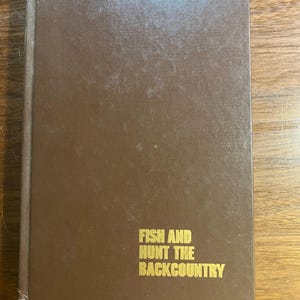 FISH AND
HUNT THE
BACKCOUNTRY